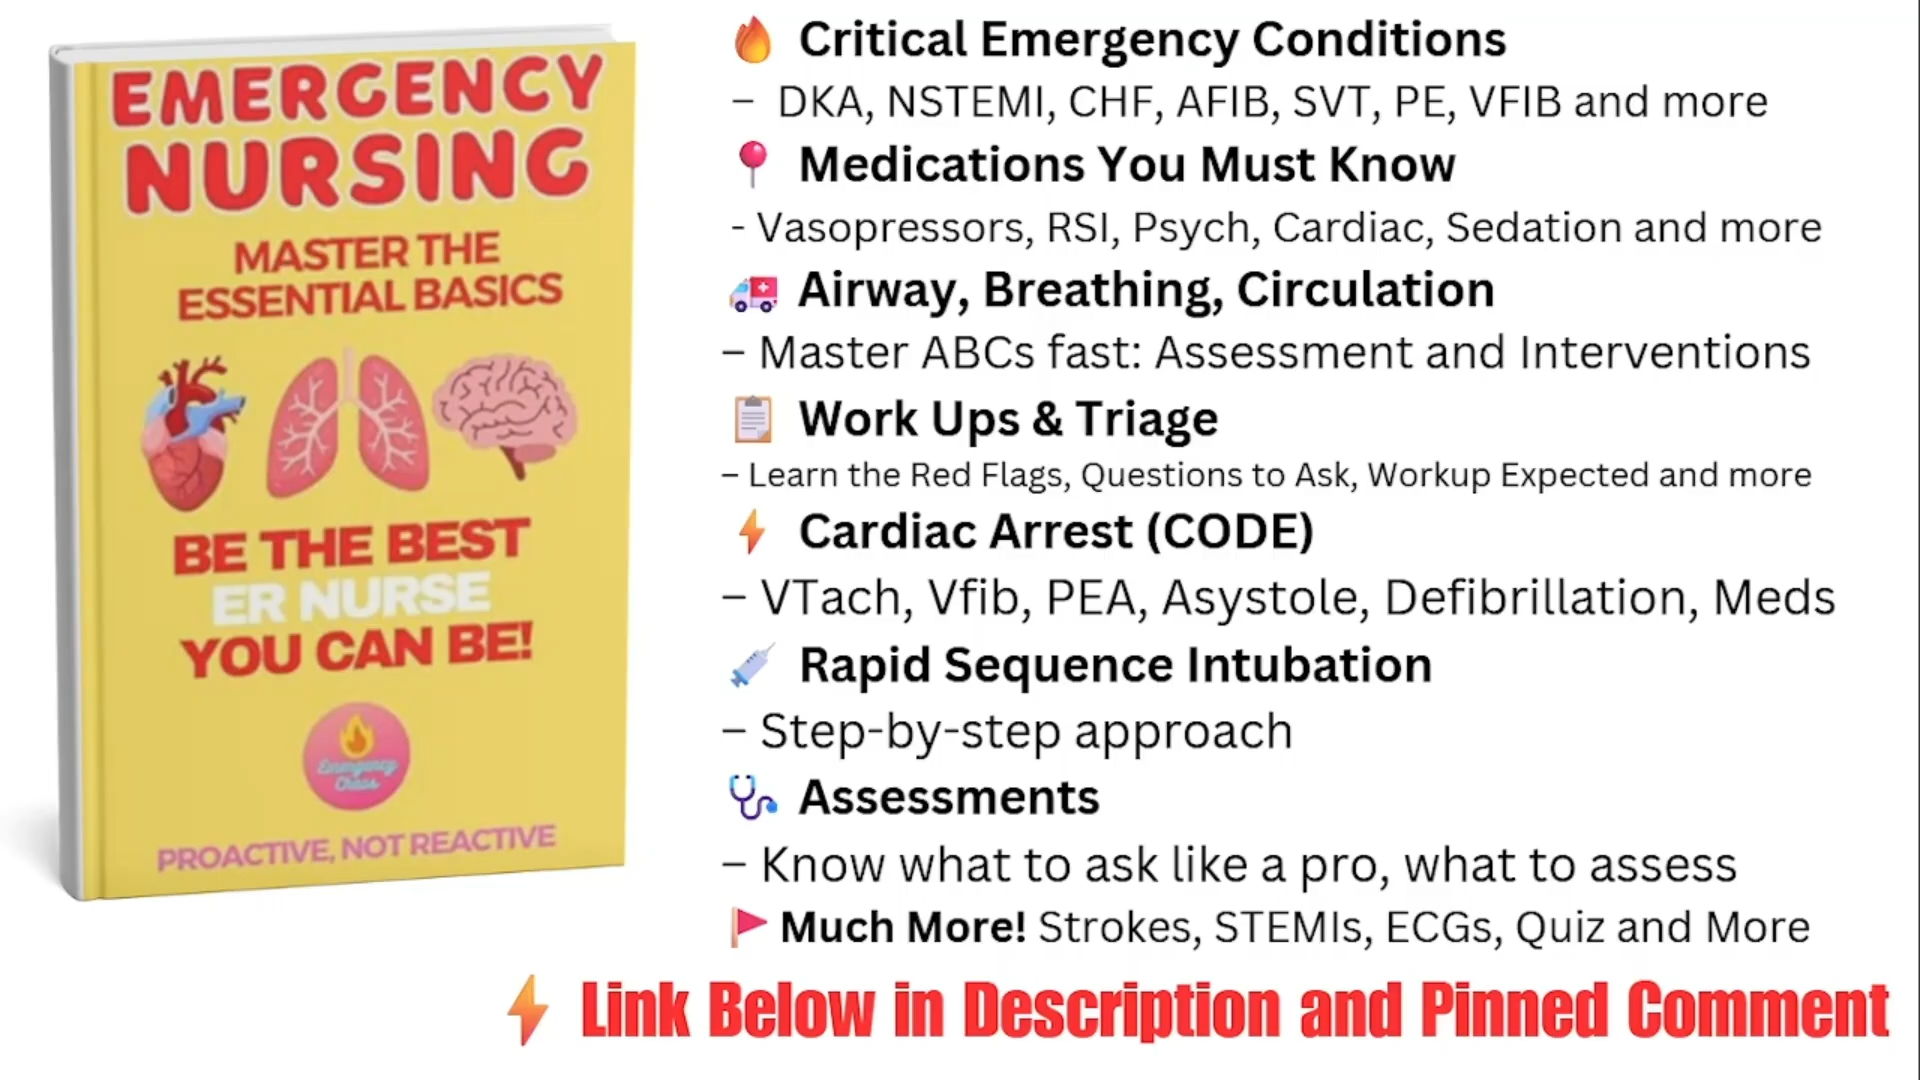 EMERGENCY
NURSING
MASTER THE
ESSENTIAL BASICS
BE THE BEST
ER NURSE
YOU CAN BE!
Emergency
Chaos
PROACTIVE, NOT REACTIVE
Critical Emergency Conditions
– DKA, NSTEMI, CHF, AFIB, SVT, PE, VFIB and more
Medications You Must Know
- Vasopressors, RSI, Psych, Cardiac, Sedation and more
Airway, Breathing, Circulation
– Master ABCs fast: Assessment and Interventions
Work Ups & Triage
– Learn the Red Flags, Questions to Ask, Workup Expected and more
Cardiac Arrest (CODE)
– VTach, Vfib, PEA, Asystole, Defibrillation, Meds
Rapid Sequence Intubation
– Step-by-step approach
Assessments
– Know what to ask like a pro, what to assess
Much More! Strokes, STEMIs, ECGs, Quiz and More
Link Below in Description and Pinned Comment